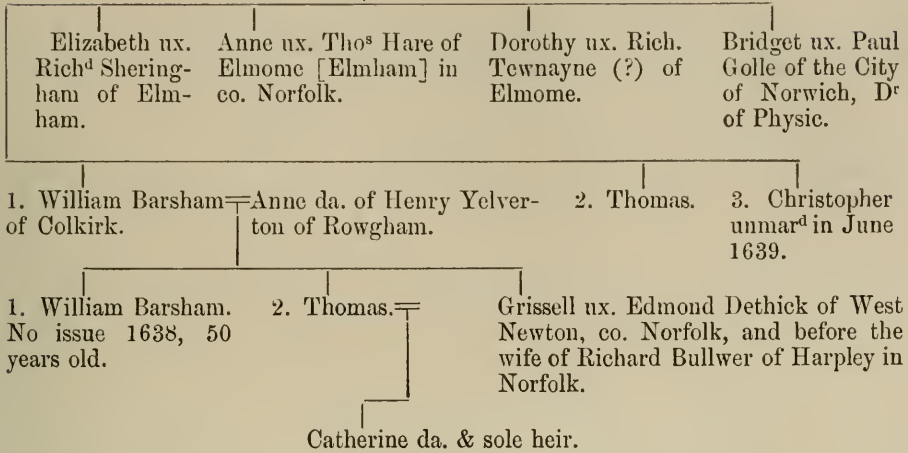 Elizabeth ux.
Richᵈ Shering-
ham of Elm-
ham.
Anne ux. Thoˢ Hare of
Elmome [Elmham] in
co. Norfolk.
Dorothy ux. Rich.
Tewnayne (?) of
Elmome.
Bridget ux. Paul
Golle of the City
of Norwich, Dʳ
of Physic.
1. William Barsham
of Colkirk.
Anne da. of Henry Yelver-
ton of Rowgham.
2. Thomas.
3. Christopher
unmarᵈ in June
1639.
1. William Barsham.
No issue 1638, 50
years old.
2. Thomas.
Grissell ux. Edmond Dethick of West
Newton, co. Norfolk, and before the
wife of Richard Bullwer of Harpley in
Norfolk.
Catherine da. & sole heir.